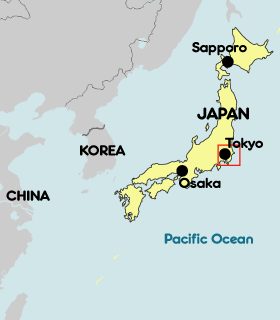 Sapporo
JAPAN
Tokyo
KOREA
Osaka
CHINA
Pacific Ocean